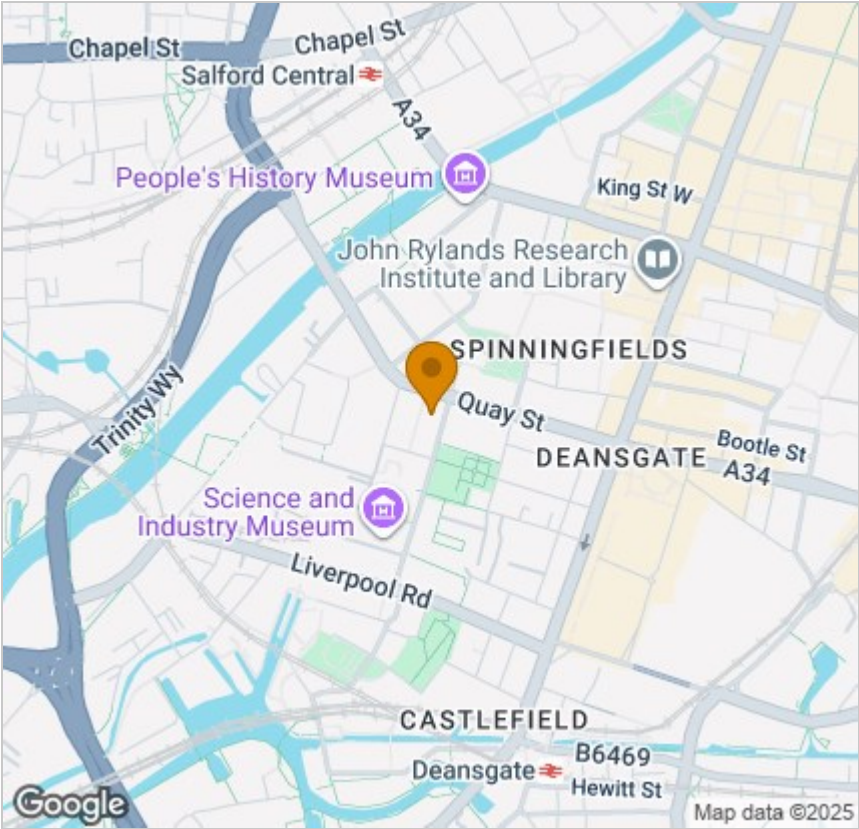 Chapel St
Chapel St
Salford Central
A34
People's History Museum
King St W
John Rylands Research
Institute and Library
SPINNINGFIELDS
Trinity Wy
Quay St
DEANSGATE
Bootle St
A34
Science and
Industry Museum
Liverpool Rd
CASTLEFIELD
B6469
Deansgate
Hewitt St
Google
Map data ©2025